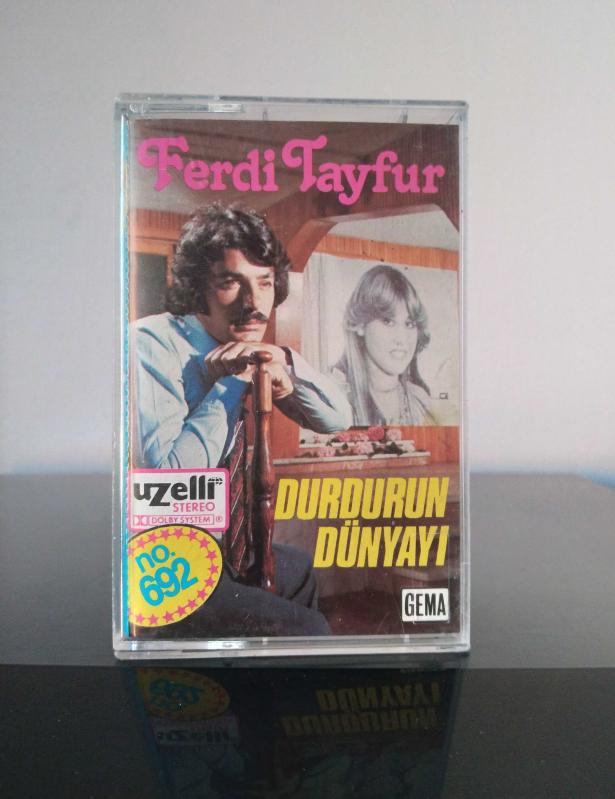 Ferdi Tayfur
uzelli
STEREO
DOLBY SYSTEM ®
no.
692
DURDURUN
DÜNYAYI
GEMA